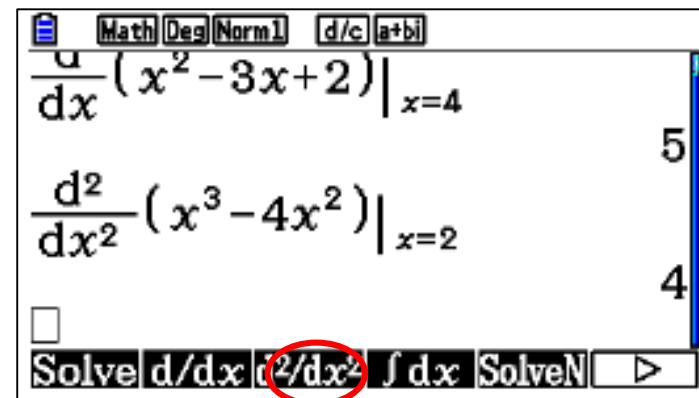 Math Deg Norm1 d/c a+bi
d/dx(x²-3x+2)|x=4
5
d²/dx²(x³-4x²)|x=2
4
Solve d/dx d²/dx² ∫dx SolveN ▷